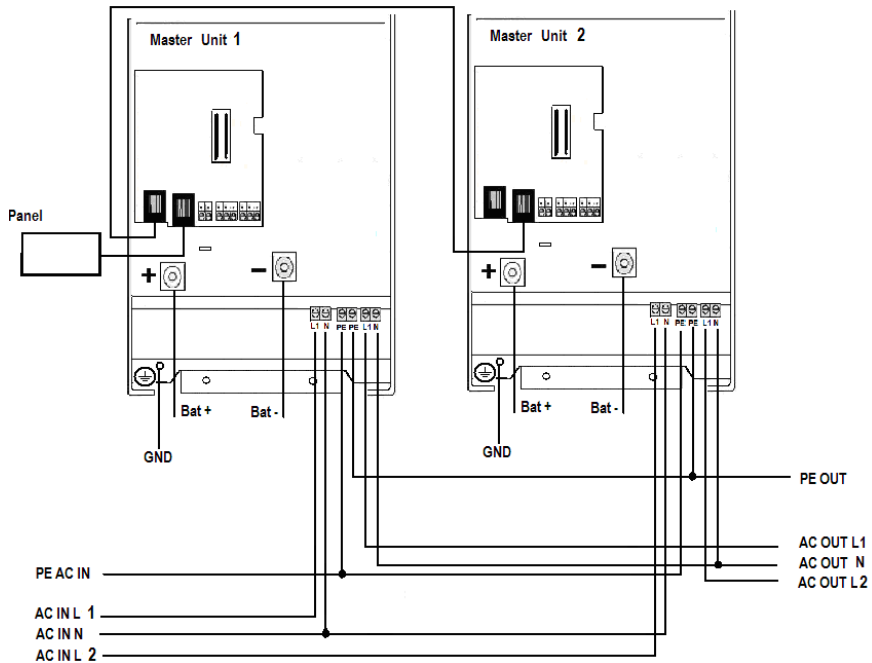 Master Unit 1
Master Unit 2
Panel
+ −
+ −
L1 N PE PE L1 N
L1 N PE PE L1 N
Bat + Bat -
Bat + Bat -
GND
GND
PE OUT
AC OUT L1
PE AC IN
AC OUT N
AC OUT L2
AC IN L 1
AC IN N
AC IN L 2